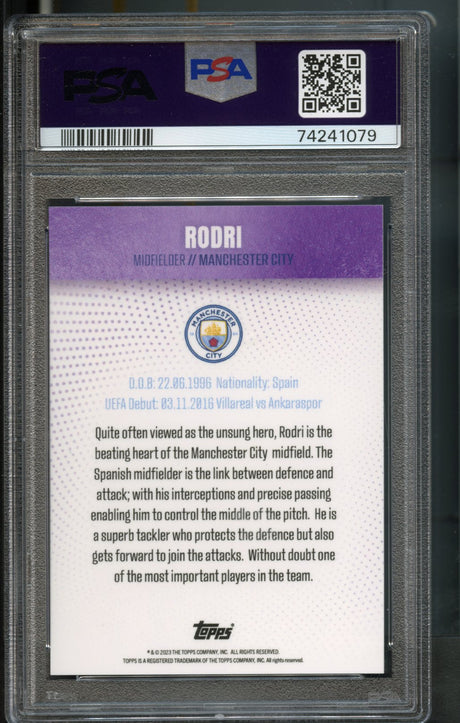 PSA
PSA
74241079
RODRI
MIDFIELDER // MANCHESTER CITY
MANCHESTER
CITY
D.O.B: 22.06.1996 Nationality: Spain
UEFA Debut: 03.11.2016 Villareal vs Ankaraspor
Quite often viewed as the unsung hero, Rodri is the
beating heart of the Manchester City midfield. The
Spanish midfielder is the link between defence and
attack; with his interceptions and precise passing
enabling him to control the middle of the pitch. He is
a superb tackler who protects the defence but also
gets forward to join the attacks. Without doubt one
of the most important players in the team.
Topps
® & © 2023 THE TOPPS COMPANY, INC. ALL RIGHTS RESERVED.
TOPPS IS A REGISTERED TRADEMARK OF THE TOPPS COMPANY, INC. All rights reserved.
PSA